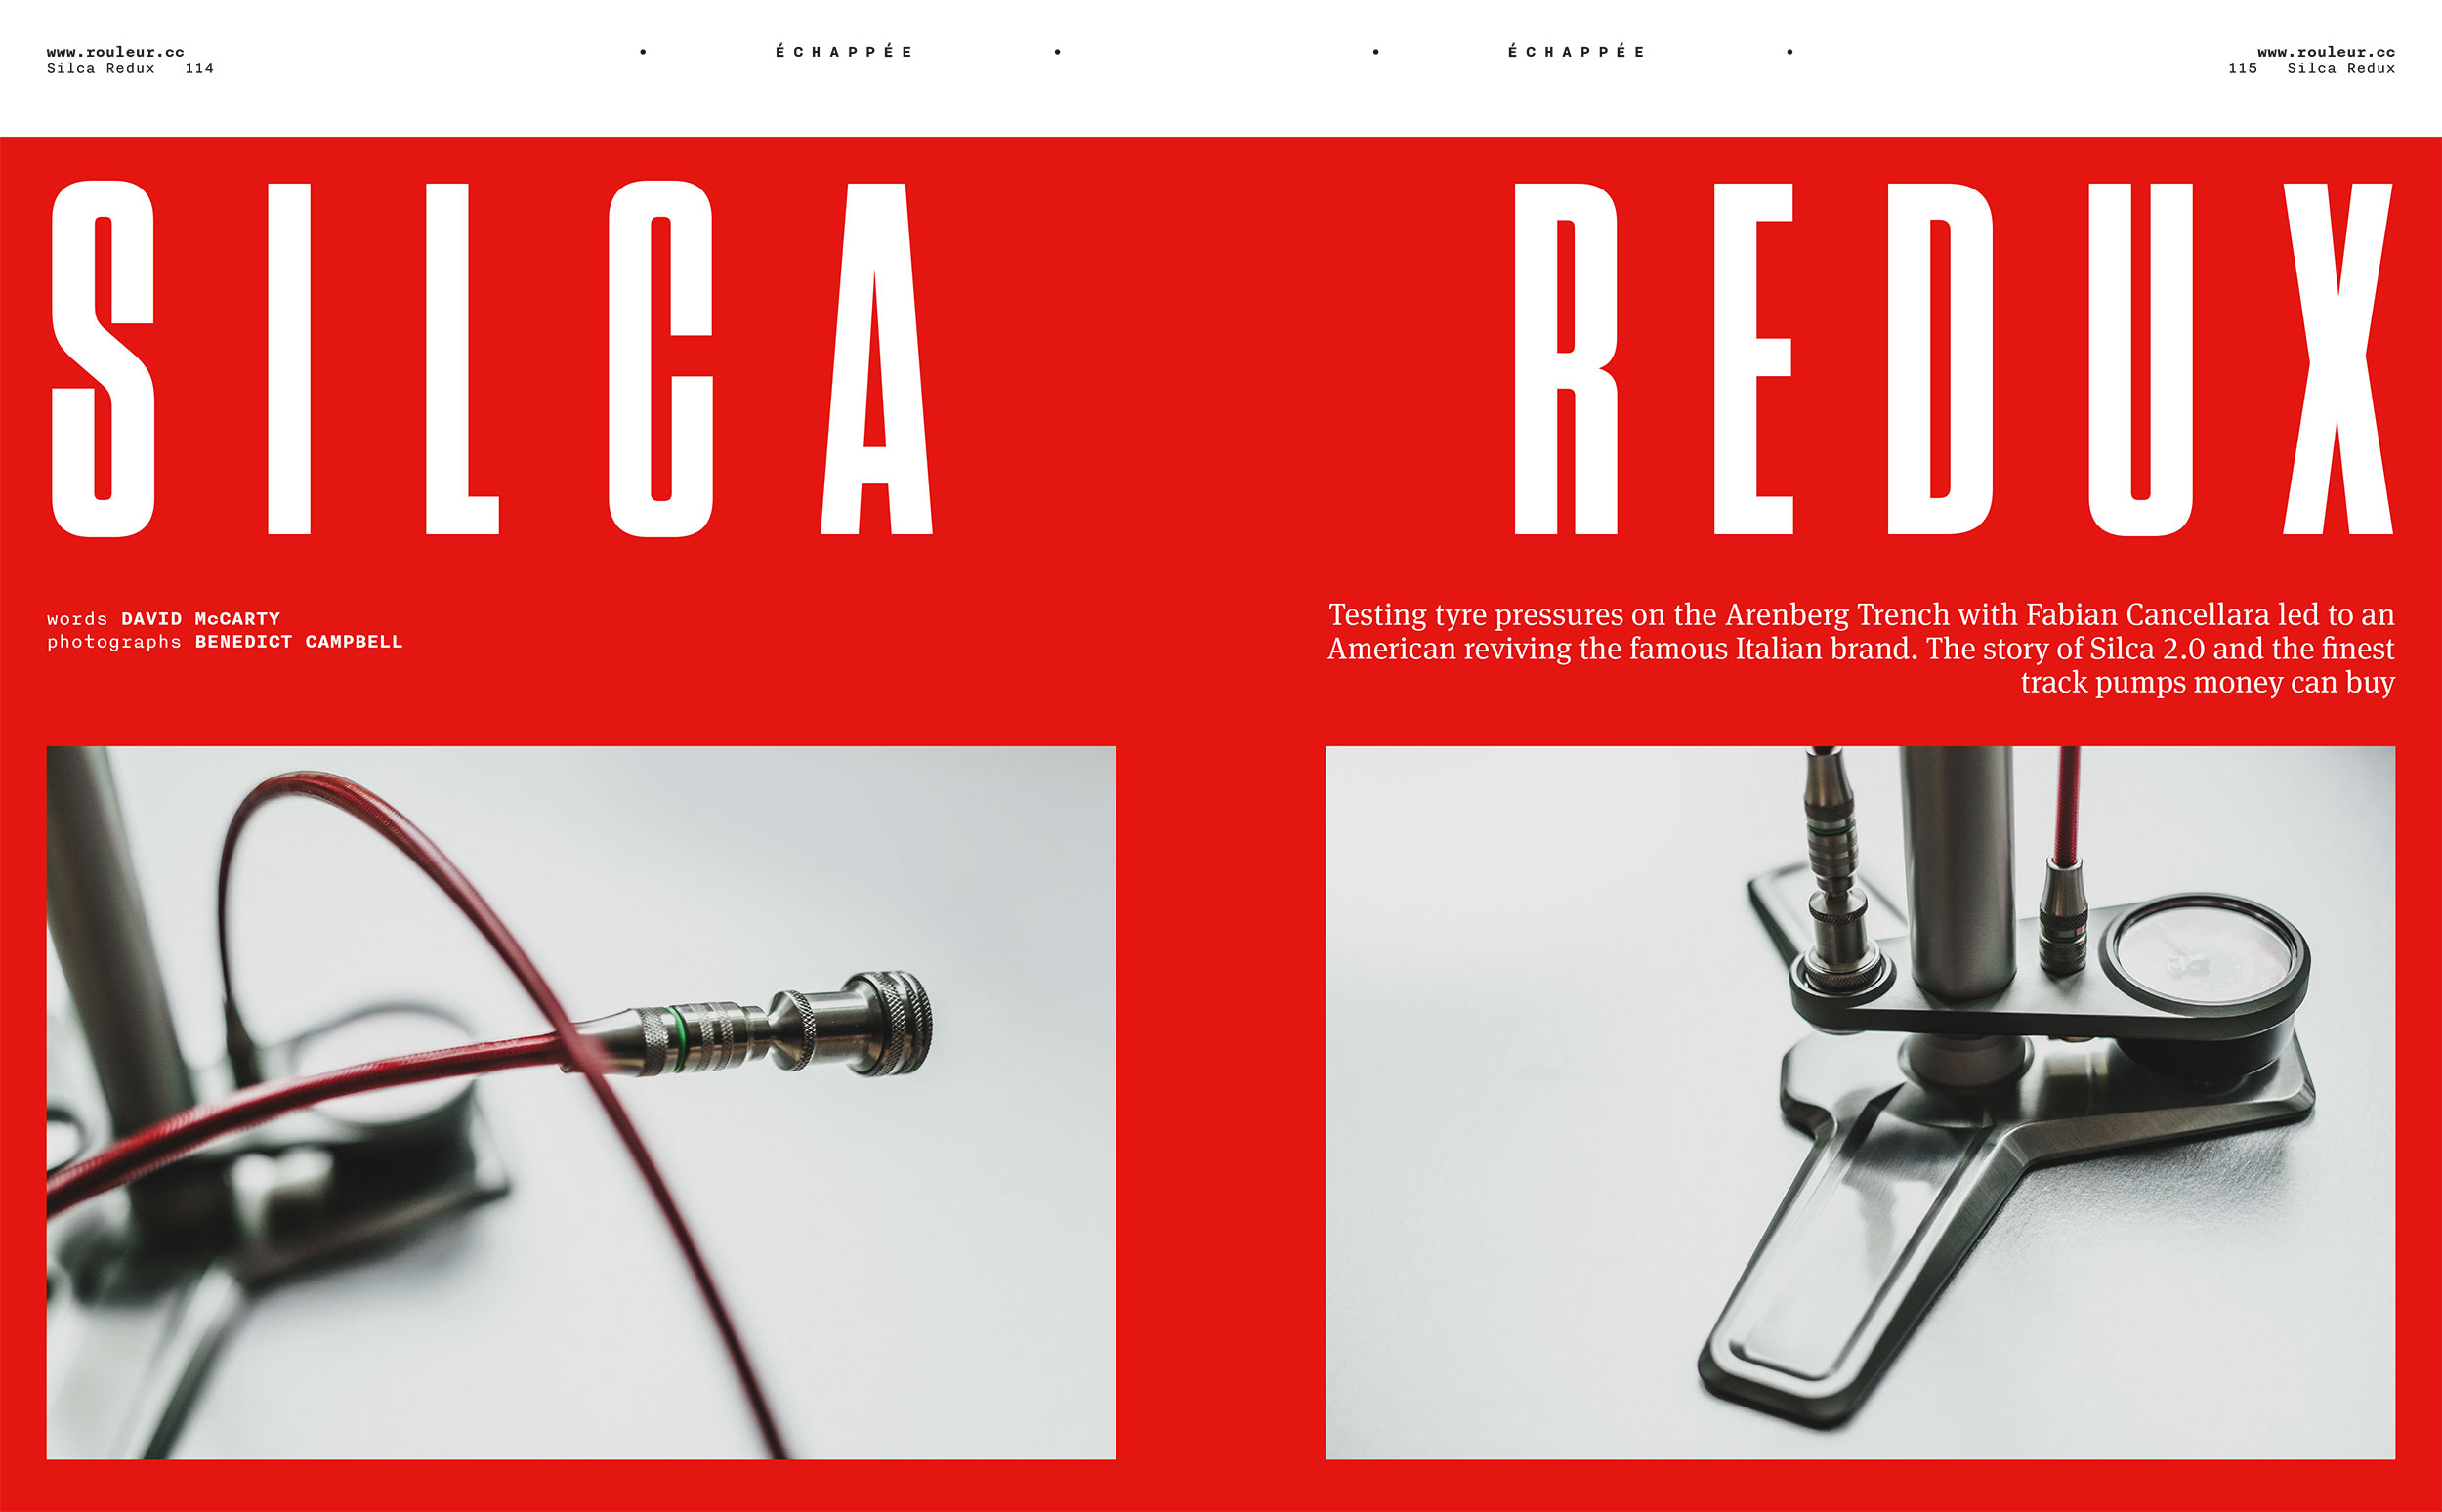 www.rouleur.cc
Silca Redux 114
• ÉCHAPPÉE •
• ÉCHAPPÉE •
www.rouleur.cc
115 Silca Redux
SILCA REDUX
words DAVID McCARTY
photographs BENEDICT CAMPBELL
Testing tyre pressures on the Arenberg Trench with Fabian Cancellara led to an
American reviving the famous Italian brand. The story of Silca 2.0 and the finest
track pumps money can buy